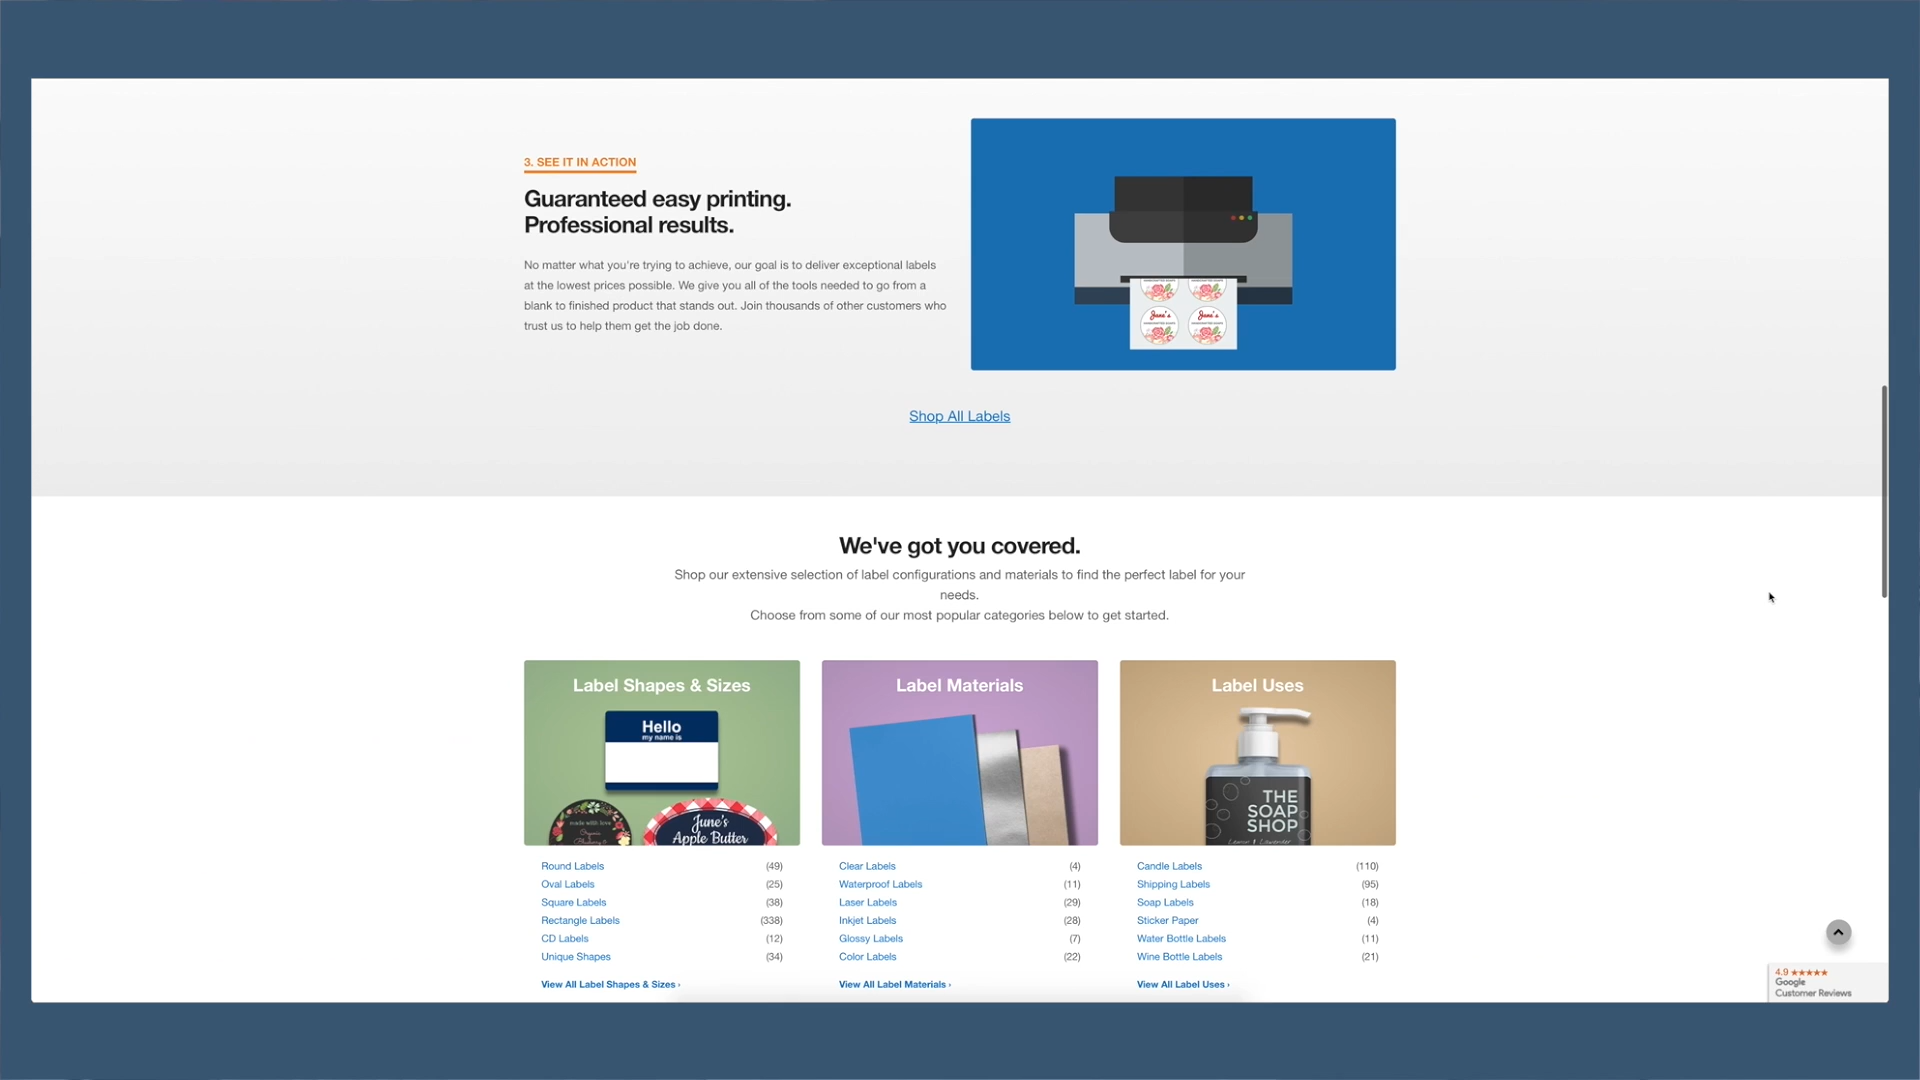 3. SEE IT IN ACTION
Guaranteed easy printing.
Professional results.
No matter what you're trying to achieve, our goal is to deliver exceptional labels
at the lowest prices possible. We give you all of the tools needed to go from a
blank to finished product that stands out. Join thousands of other customers who
trust us to help them get the job done.
Jane's
Jane's
Shop All Labels
We've got you covered.
Shop our extensive selection of label configurations and materials to find the perfect label for your
needs.
Choose from some of our most popular categories below to get started.
Label Shapes & Sizes
Hello
my name is
made with love
Organic
June's
Apple Butter
Round Labels (49)
Oval Labels (25)
Square Labels (38)
Rectangle Labels (338)
CD Labels (12)
Unique Shapes (34)
View All Label Shapes & Sizes ›
Label Materials
Clear Labels (4)
Waterproof Labels (11)
Laser Labels (29)
Inkjet Labels (28)
Glossy Labels (7)
Color Labels (22)
View All Label Materials ›
Label Uses
THE
SOAP
SHOP
Candle Labels (110)
Shipping Labels (95)
Soap Labels (18)
Sticker Paper (4)
Water Bottle Labels (11)
Wine Bottle Labels (21)
View All Label Uses ›
4.9 ★★★★★
Google
Customer Reviews